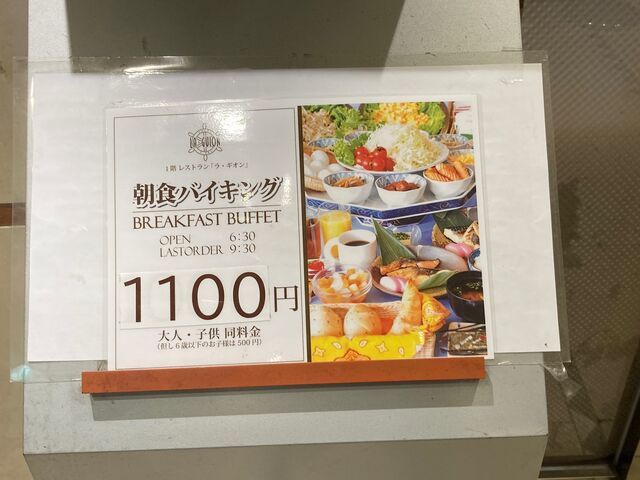 LA GUION
1階 レストラン「ラ・ギオン」
朝食バイキング
BREAKFAST BUFFET
OPEN 6:30
LASTORDER 9:30
1100円
大人・子供 同料金
(但し6歳以下のお子様は500円)